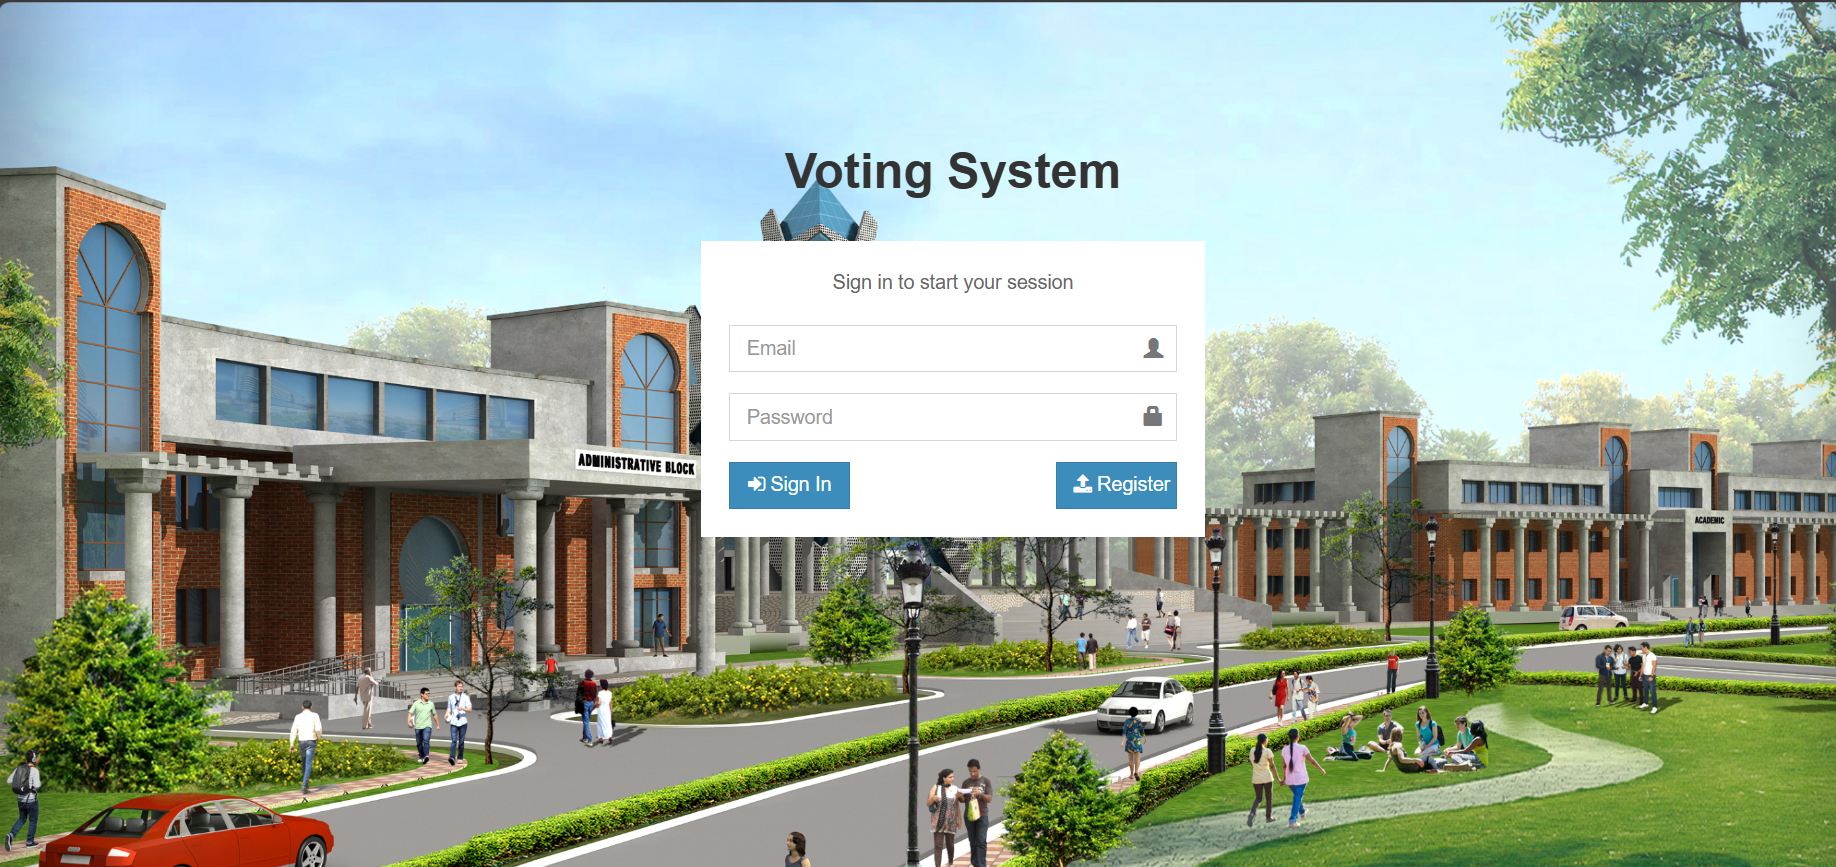 Voting System
Sign in to start your session
Email
Password
Sign In
Register
ADMINISTRATIVE BLOCK
ACADEMIC